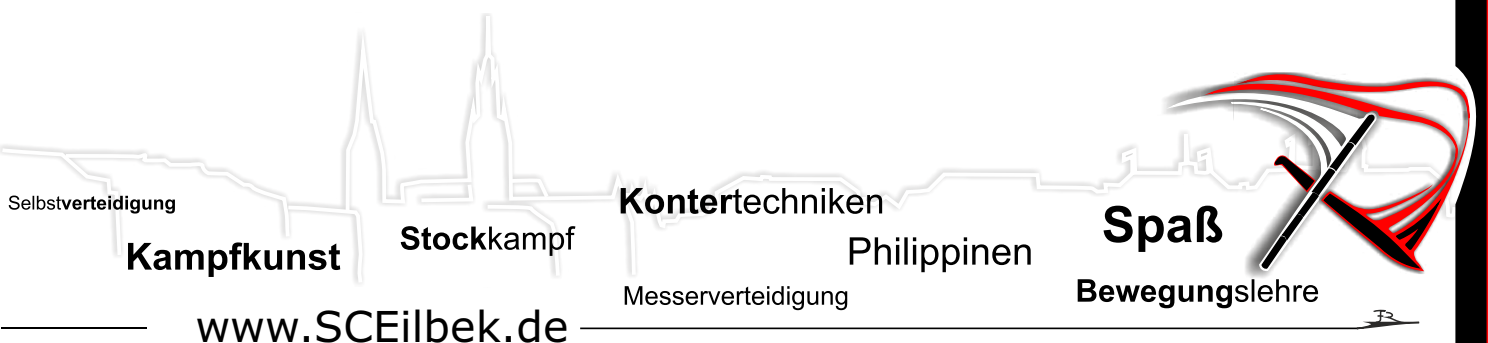 Selbstverteidigung
Kampfkunst
Stockkampf
Kontertechniken
Philippinen
Messerverteidigung
Spaß
Bewegungslehre
www.SCEilbek.de